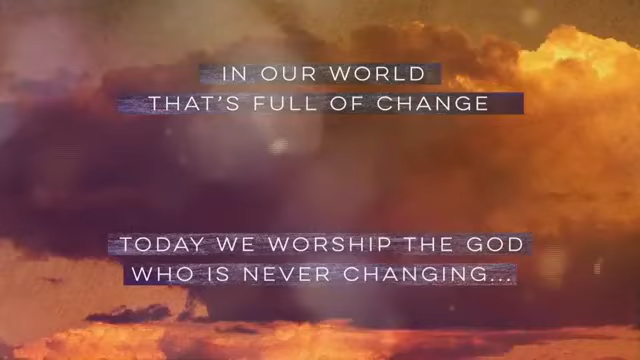 IN OUR WORLD
THAT'S FULL OF CHANGE
TODAY WE WORSHIP THE GOD
WHO IS NEVER CHANGING...